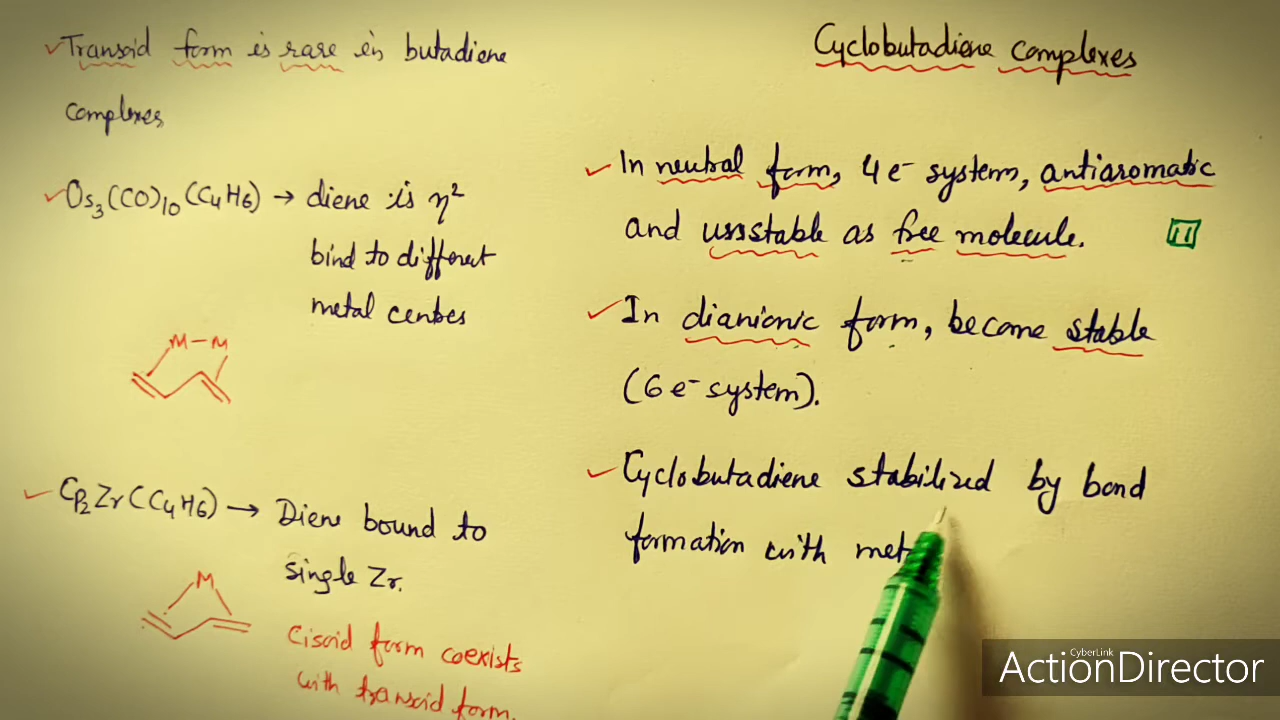 Transoid form is rare in butadiene
complexes
Os3(CO)10(C4H6) → diene is η2
bind to different
metal centres
M-M
Cp2Zr(C4H6) → Diene bound to
single Zr.
M
Cisoid form coexists
with transoid form.
Cyclobutadiene complexes
In neutral form, 4e- system, antiaromatic
and unstable as free molecule.
In dianionic form, become stable
(6e- system).
Cyclobutadiene stabilized by bond
formation with met
CyberLink
ActionDirector